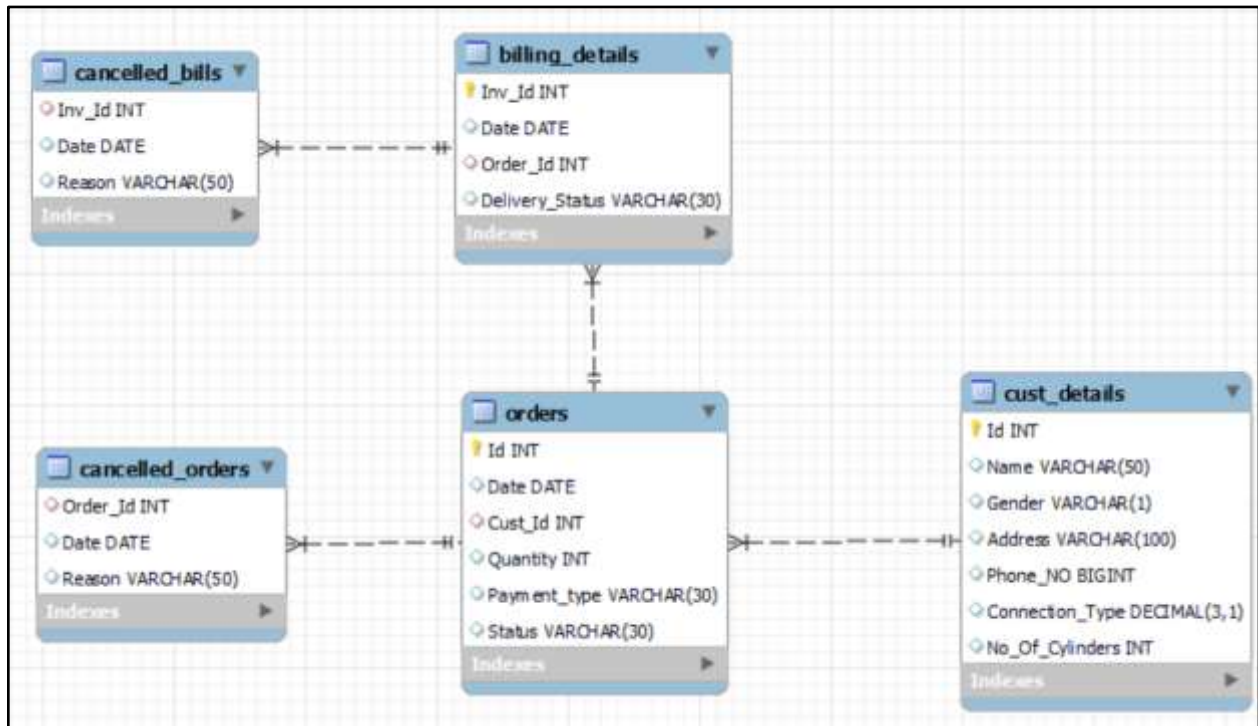 cancelled_bills
Inv_Id INT
Date DATE
Reason VARCHAR(50)
Indexes
billing_details
Inv_Id INT
Date DATE
Order_Id INT
Delivery_Status VARCHAR(30)
Indexes
cancelled_orders
Order_Id INT
Date DATE
Reason VARCHAR(50)
Indexes
orders
Id INT
Date DATE
Cust_Id INT
Quantity INT
Payment_type VARCHAR(30)
Status VARCHAR(30)
Indexes
cust_details
Id INT
Name VARCHAR(50)
Gender VARCHAR(1)
Address VARCHAR(100)
Phone_NO BIGINT
Connection_Type DECIMAL(3,1)
No_Of_Cylinders INT
Indexes